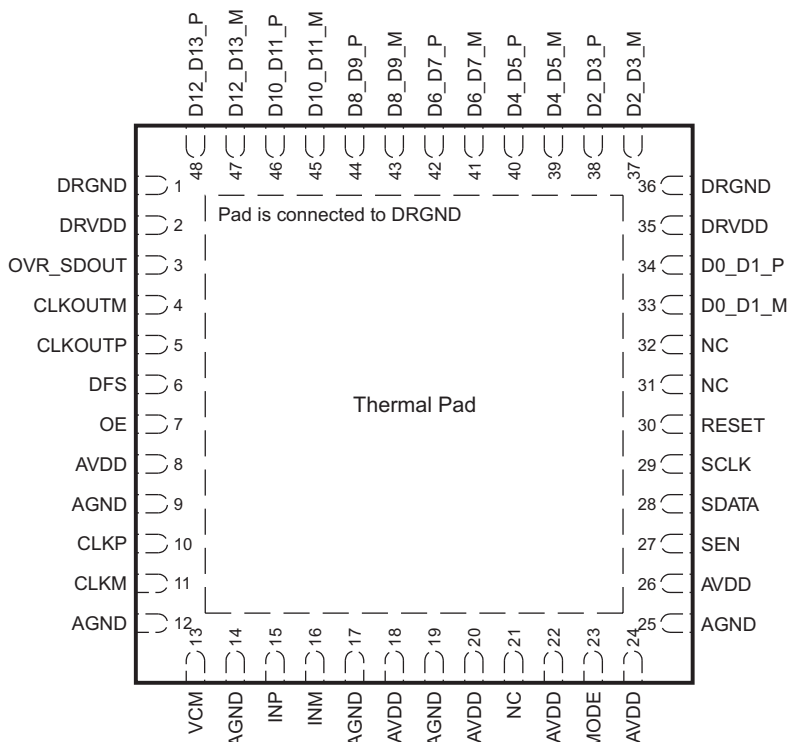 D12_D13_P
D12_D13_M
D10_D11_P
D10_D11_M
D8_D9_P
D8_D9_M
D6_D7_P
D6_D7_M
D4_D5_P
D4_D5_M
D2_D3_P
D2_D3_M
48
47
46
45
44
43
42
41
40
39
38
37
DRGND 1
DRVDD 2
OVR_SDOUT 3
CLKOUTM 4
CLKOUTP 5
DFS 6
OE 7
AVDD 8
AGND 9
CLKP 10
CLKM 11
AGND 12
Pad is connected to DRGND
Thermal Pad
36 DRGND
35 DRVDD
34 D0_D1_P
33 D0_D1_M
32 NC
31 NC
30 RESET
29 SCLK
28 SDATA
27 SEN
26 AVDD
25 AGND
13
14
15
16
17
18
19
20
21
22
23
24
VCM
AGND
INP
INM
AGND
AVDD
AGND
AVDD
NC
AVDD
MODE
AVDD